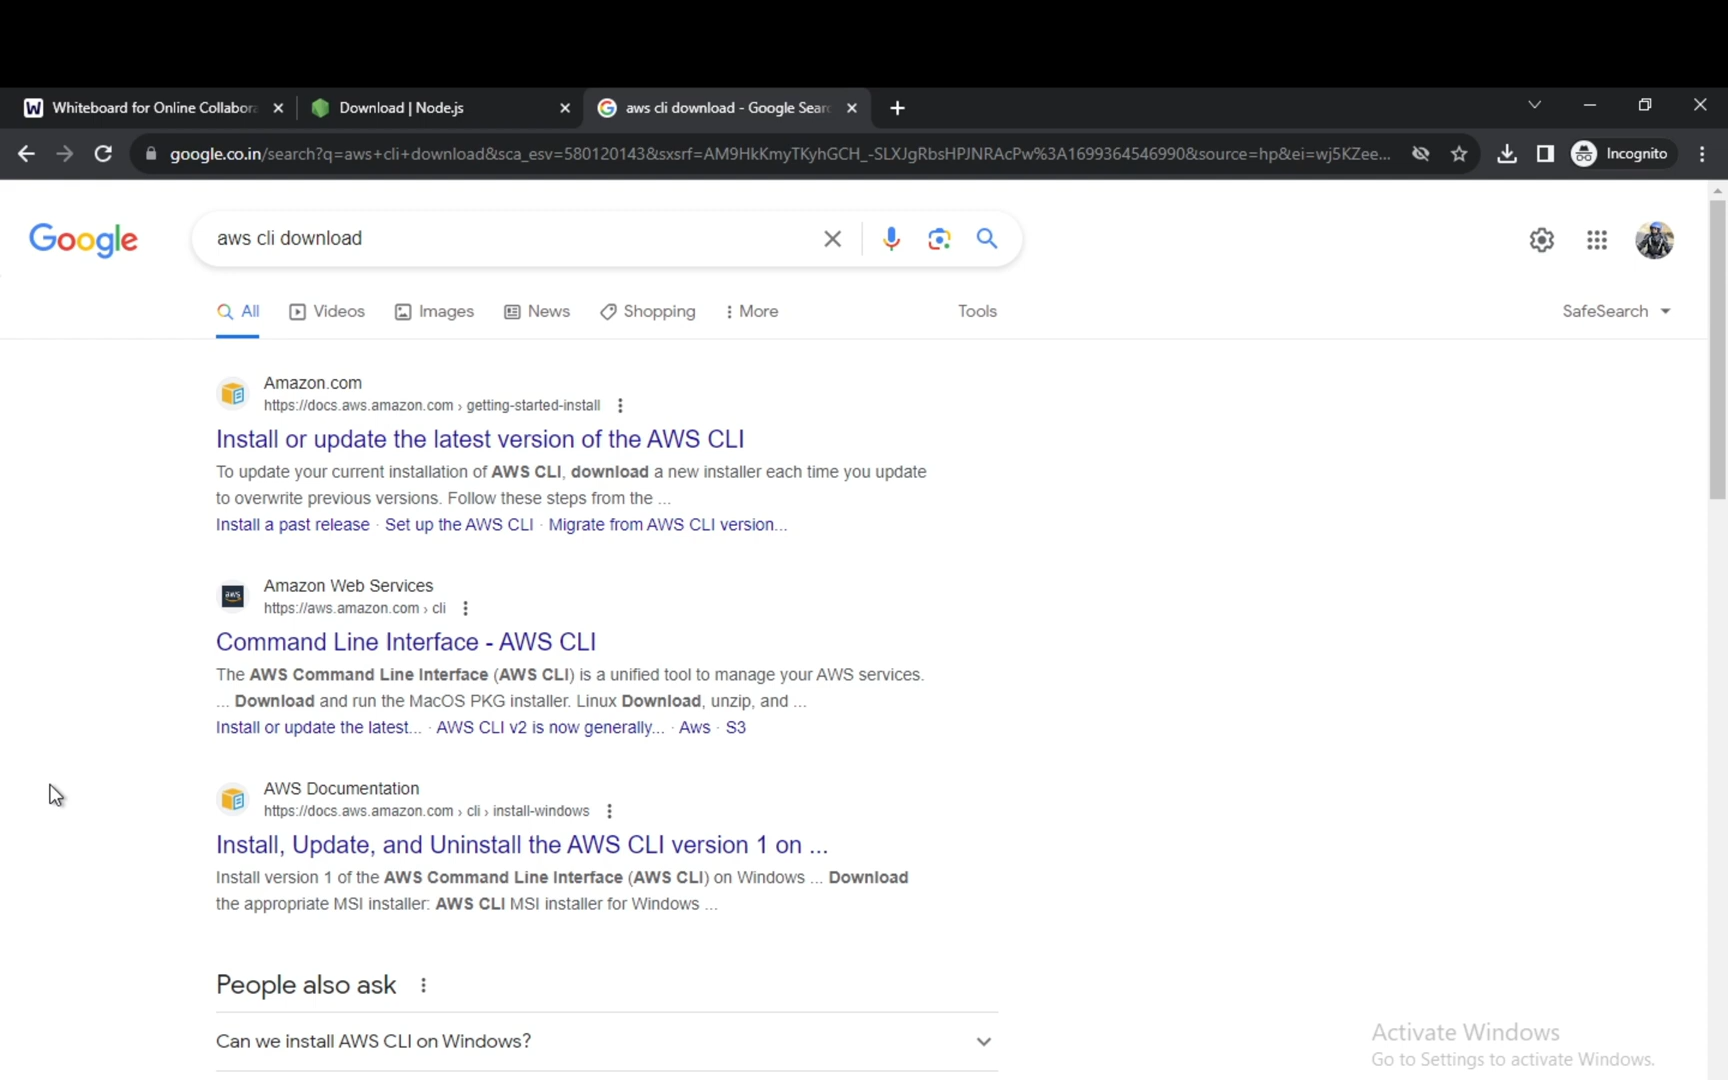 Whiteboard for Online Collabora
Download | Node.js
aws cli download - Google Sear
google.co.in/search?q=aws+cli+download&sca_esv=580120143&sxsrf=AM9HkKmyTKyhGCH_-SLXJgRbsHPJNRAcPw%3A1699364546990&source=hp&ei=wj5KZee...
Incognito
Google
aws cli download
All
Videos
Images
News
Shopping
More
Tools
SafeSearch
Amazon.com
https://docs.aws.amazon.com › getting-started-install
Install or update the latest version of the AWS CLI
To update your current installation of AWS CLI, download a new installer each time you update
to overwrite previous versions. Follow these steps from the ...
Install a past release · Set up the AWS CLI · Migrate from AWS CLI version...
aws
Amazon Web Services
https://aws.amazon.com › cli
Command Line Interface - AWS CLI
The AWS Command Line Interface (AWS CLI) is a unified tool to manage your AWS services.
... Download and run the MacOS PKG installer. Linux Download, unzip, and ...
Install or update the latest... · AWS CLI v2 is now generally... · Aws · S3
AWS Documentation
https://docs.aws.amazon.com › cli › install-windows
Install, Update, and Uninstall the AWS CLI version 1 on ...
Install version 1 of the AWS Command Line Interface (AWS CLI) on Windows ... Download
the appropriate MSI installer: AWS CLI MSI installer for Windows ...
People also ask
Can we install AWS CLI on Windows?
Activate Windows
Go to Settings to activate Windows.